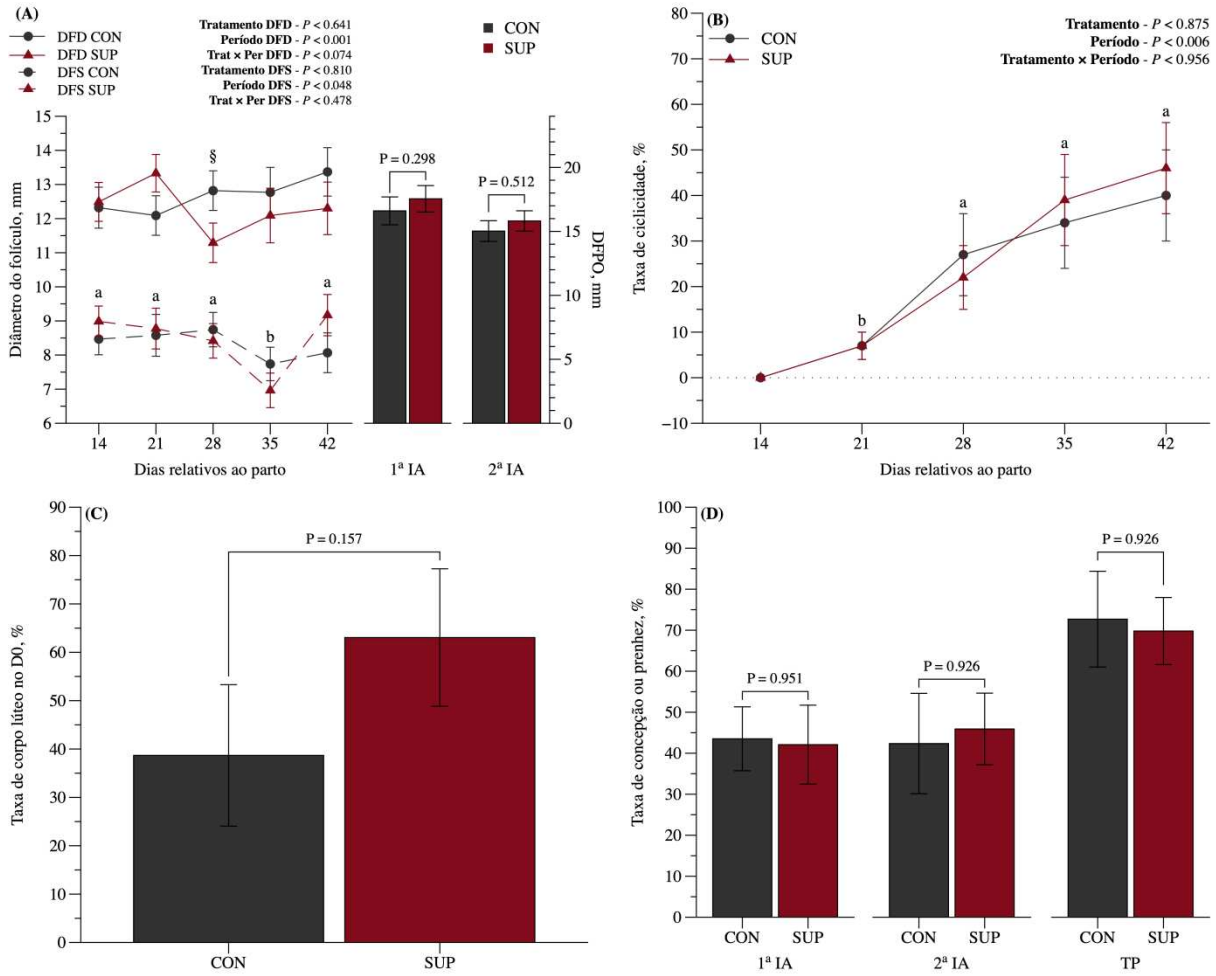 (A)
DFD CON
DFD SUP
DFS CON
DFS SUP
Tratamento DFD - P < 0.641
Período DFD - P < 0.001
Trat × Per DFD - P < 0.074
Tratamento DFS - P < 0.810
Período DFS - P < 0.048
Trat × Per DFS - P < 0.478
CON
SUP
Diâmetro do folículo, mm
15
14
13
12
11
10
9
8
7
6
§
a
a
a
b
a
14
21
28
35
42
Dias relativos ao parto
P = 0.298
P = 0.512
1ª IA
2ª IA
20
15
10
5
0
DFPO, mm
(B)
CON
SUP
Tratamento - P < 0.875
Período - P < 0.006
Tratamento × Período - P < 0.956
Taxa de ciclicidade, %
80
70
60
50
40
30
20
10
0
−10
b
a
a
a
14
21
28
35
42
Dias relativos ao parto
(C)
Taxa de corpo lúteo no D0, %
90
80
70
60
50
40
30
20
10
0
P = 0.157
CON
SUP
(D)
Taxa de concepção ou prenhez, %
100
90
80
70
60
50
40
30
20
10
0
P = 0.951
P = 0.926
P = 0.926
CON SUP
CON SUP
CON SUP
1ª IA
2ª IA
TP